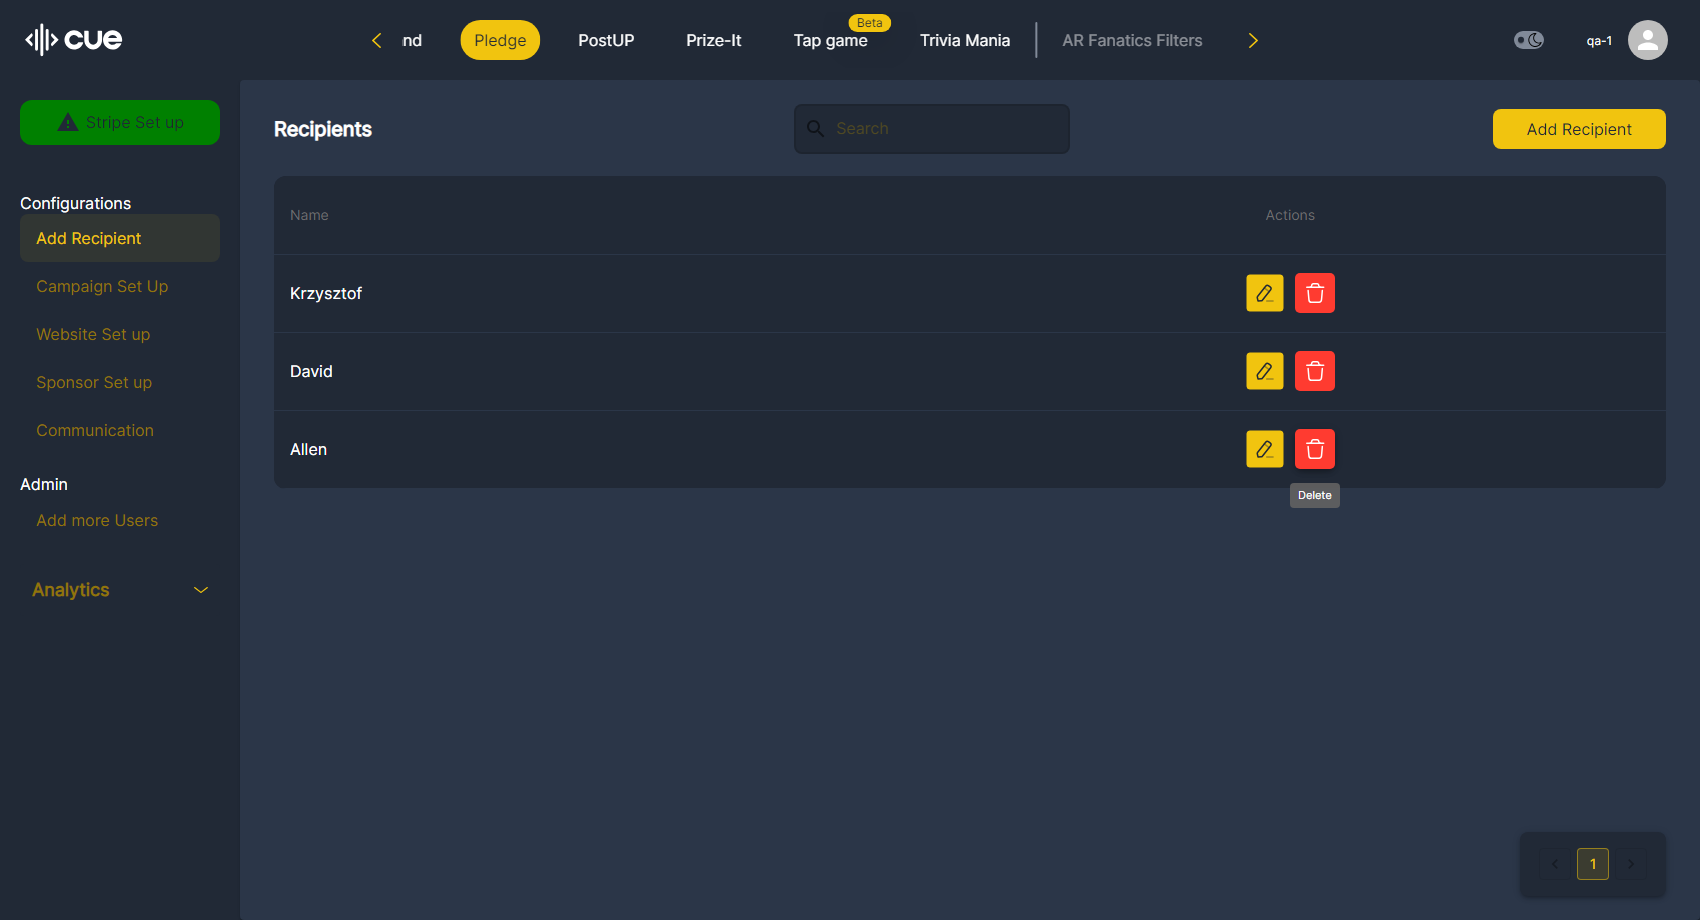 cue
nd
Pledge
PostUP
Prize-It
Tap game
Beta
Trivia Mania
AR Fanatics Filters
qa-1
Stripe Set up
Configurations
Add Recipient
Campaign Set Up
Website Set up
Sponsor Set up
Communication
Admin
Add more Users
Analytics
Recipients
Search
Add Recipient
Name
Actions
Krzysztof
David
Allen
Delete
1